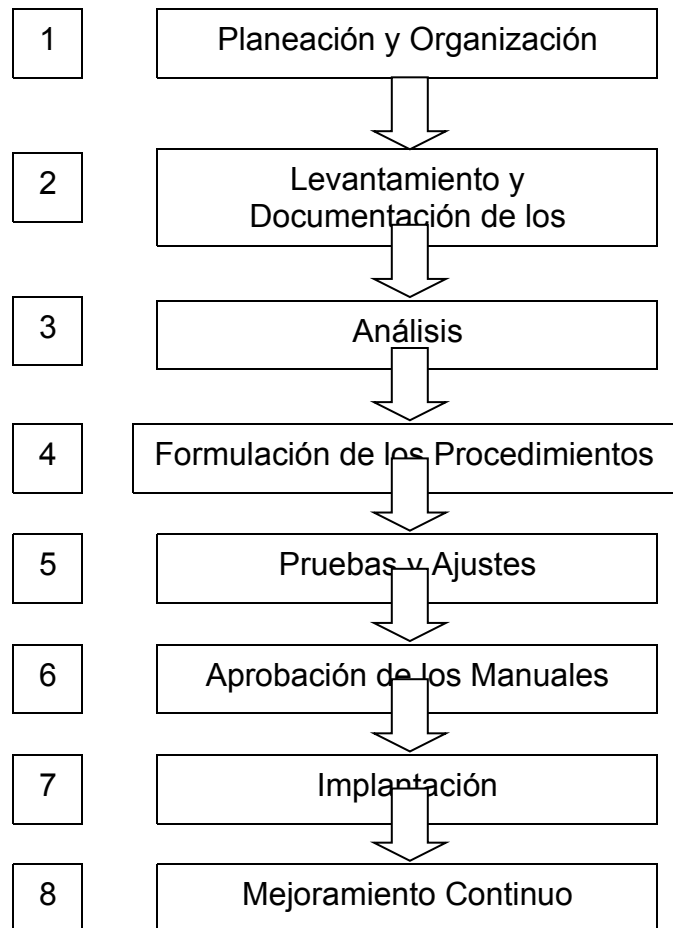 1
Planeación y Organización
2
Levantamiento y
Documentación de los
3
Análisis
4
Formulación de los Procedimientos
5
Pruebas y Ajustes
6
Aprobación de los Manuales
7
Implantación
8
Mejoramiento Continuo